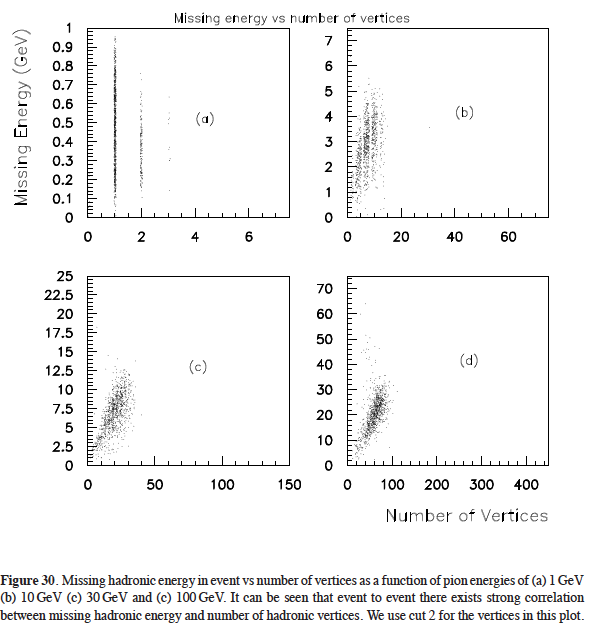 Missing energy vs number of vertices
Missing Energy (GeV)
1
0.9
0.8
0.7
0.6
0.5
0.4
0.3
0.2
0.1
0
(a)
0 2 4 6
7
6
5
4
3
2
1
0
(b)
0 20 40 60
25
22.5
20
17.5
15
12.5
10
7.5
5
2.5
0
(c)
0 50 100 150
70
60
50
40
30
20
10
0
(d)
0 100 200 300 400
Number of Vertices
Figure 30. Missing hadronic energy in event vs number of vertices as a function of pion energies of (a) 1 GeV
(b) 10 GeV (c) 30 GeV and (c) 100 GeV. It can be seen that event to event there exists strong correlation
between missing hadronic energy and number of hadronic vertices. We use cut 2 for the vertices in this plot.